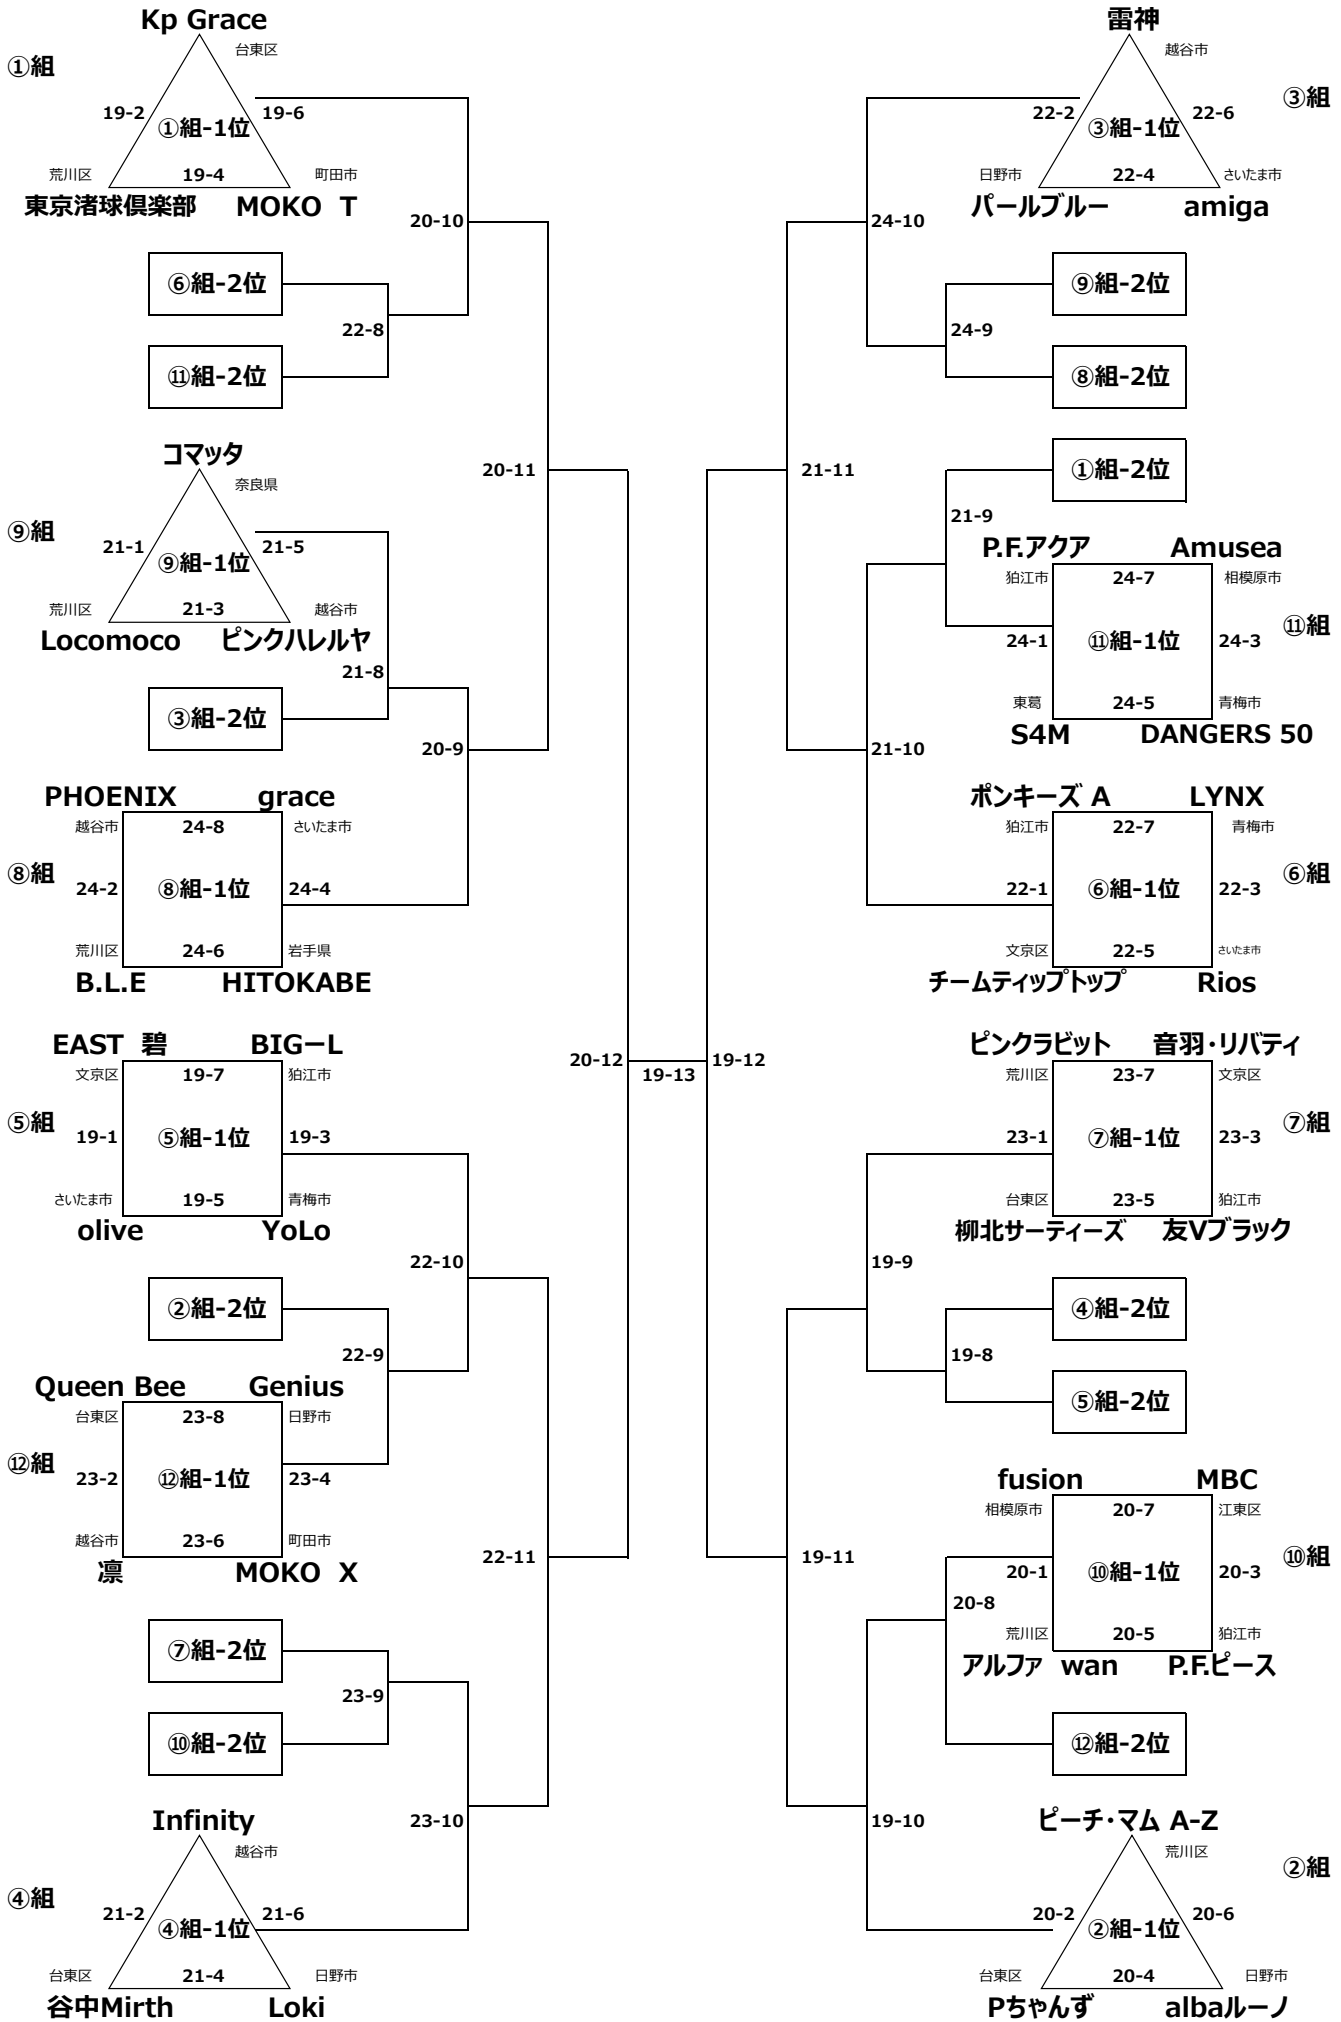 Kp Grace
台東区
①組
19-2
①組-1位
19-6
荒川区
19-4
町田市
東京渚球倶楽部
MOKO T
20-10
⑥組-2位
22-8
⑪組-2位
コマッタ
奈良県
20-11
⑨組
21-1
⑨組-1位
21-5
荒川区
21-3
越谷市
Locomoco
ピンクハレルヤ
21-8
③組-2位
20-9
PHOENIX
grace
越谷市
24-8
さいたま市
⑧組
24-2
⑧組-1位
24-4
荒川区
24-6
岩手県
B.L.E
HITOKABE
EAST 碧
BIGーL
20-12
文京区
19-7
狛江市
⑤組
19-1
⑤組-1位
19-3
さいたま市
19-5
青梅市
olive
YoLo
22-10
②組-2位
22-9
Queen Bee
Genius
台東区
23-8
日野市
⑫組
23-2
⑫組-1位
23-4
越谷市
23-6
町田市
凛
MOKO X
22-11
⑦組-2位
23-9
⑩組-2位
Infinity
23-10
越谷市
④組
21-2
④組-1位
21-6
台東区
21-4
日野市
谷中Mirth
Loki
19-13
雷神
越谷市
③組
22-2
③組-1位
22-6
日野市
22-4
さいたま市
パールブルー
amiga
24-10
⑨組-2位
24-9
⑧組-2位
①組-2位
21-11
21-9
P.F.アクア
Amusea
狛江市
24-7
相模原市
⑪組
24-1
⑪組-1位
24-3
東葛
24-5
青梅市
S4M
DANGERS 50
21-10
ポンキーズ A
LYNX
狛江市
22-7
青梅市
⑥組
22-1
⑥組-1位
22-3
文京区
22-5
さいたま市
チームティップトップ
Rios
19-12
ピンクラビット
音羽・リバティ
荒川区
23-7
文京区
⑦組
23-1
⑦組-1位
23-3
台東区
23-5
狛江市
柳北サーティーズ
友Vブラック
19-9
④組-2位
19-8
⑤組-2位
fusion
MBC
相模原市
20-7
江東区
19-11
⑩組
20-1
⑩組-1位
20-3
20-8
荒川区
20-5
狛江市
アルファ wan
P.F.ピース
⑫組-2位
19-10
ピーチ・マム A-Z
荒川区
②組
20-2
②組-1位
20-6
台東区
20-4
日野市
Pちゃんず
albaルーノ